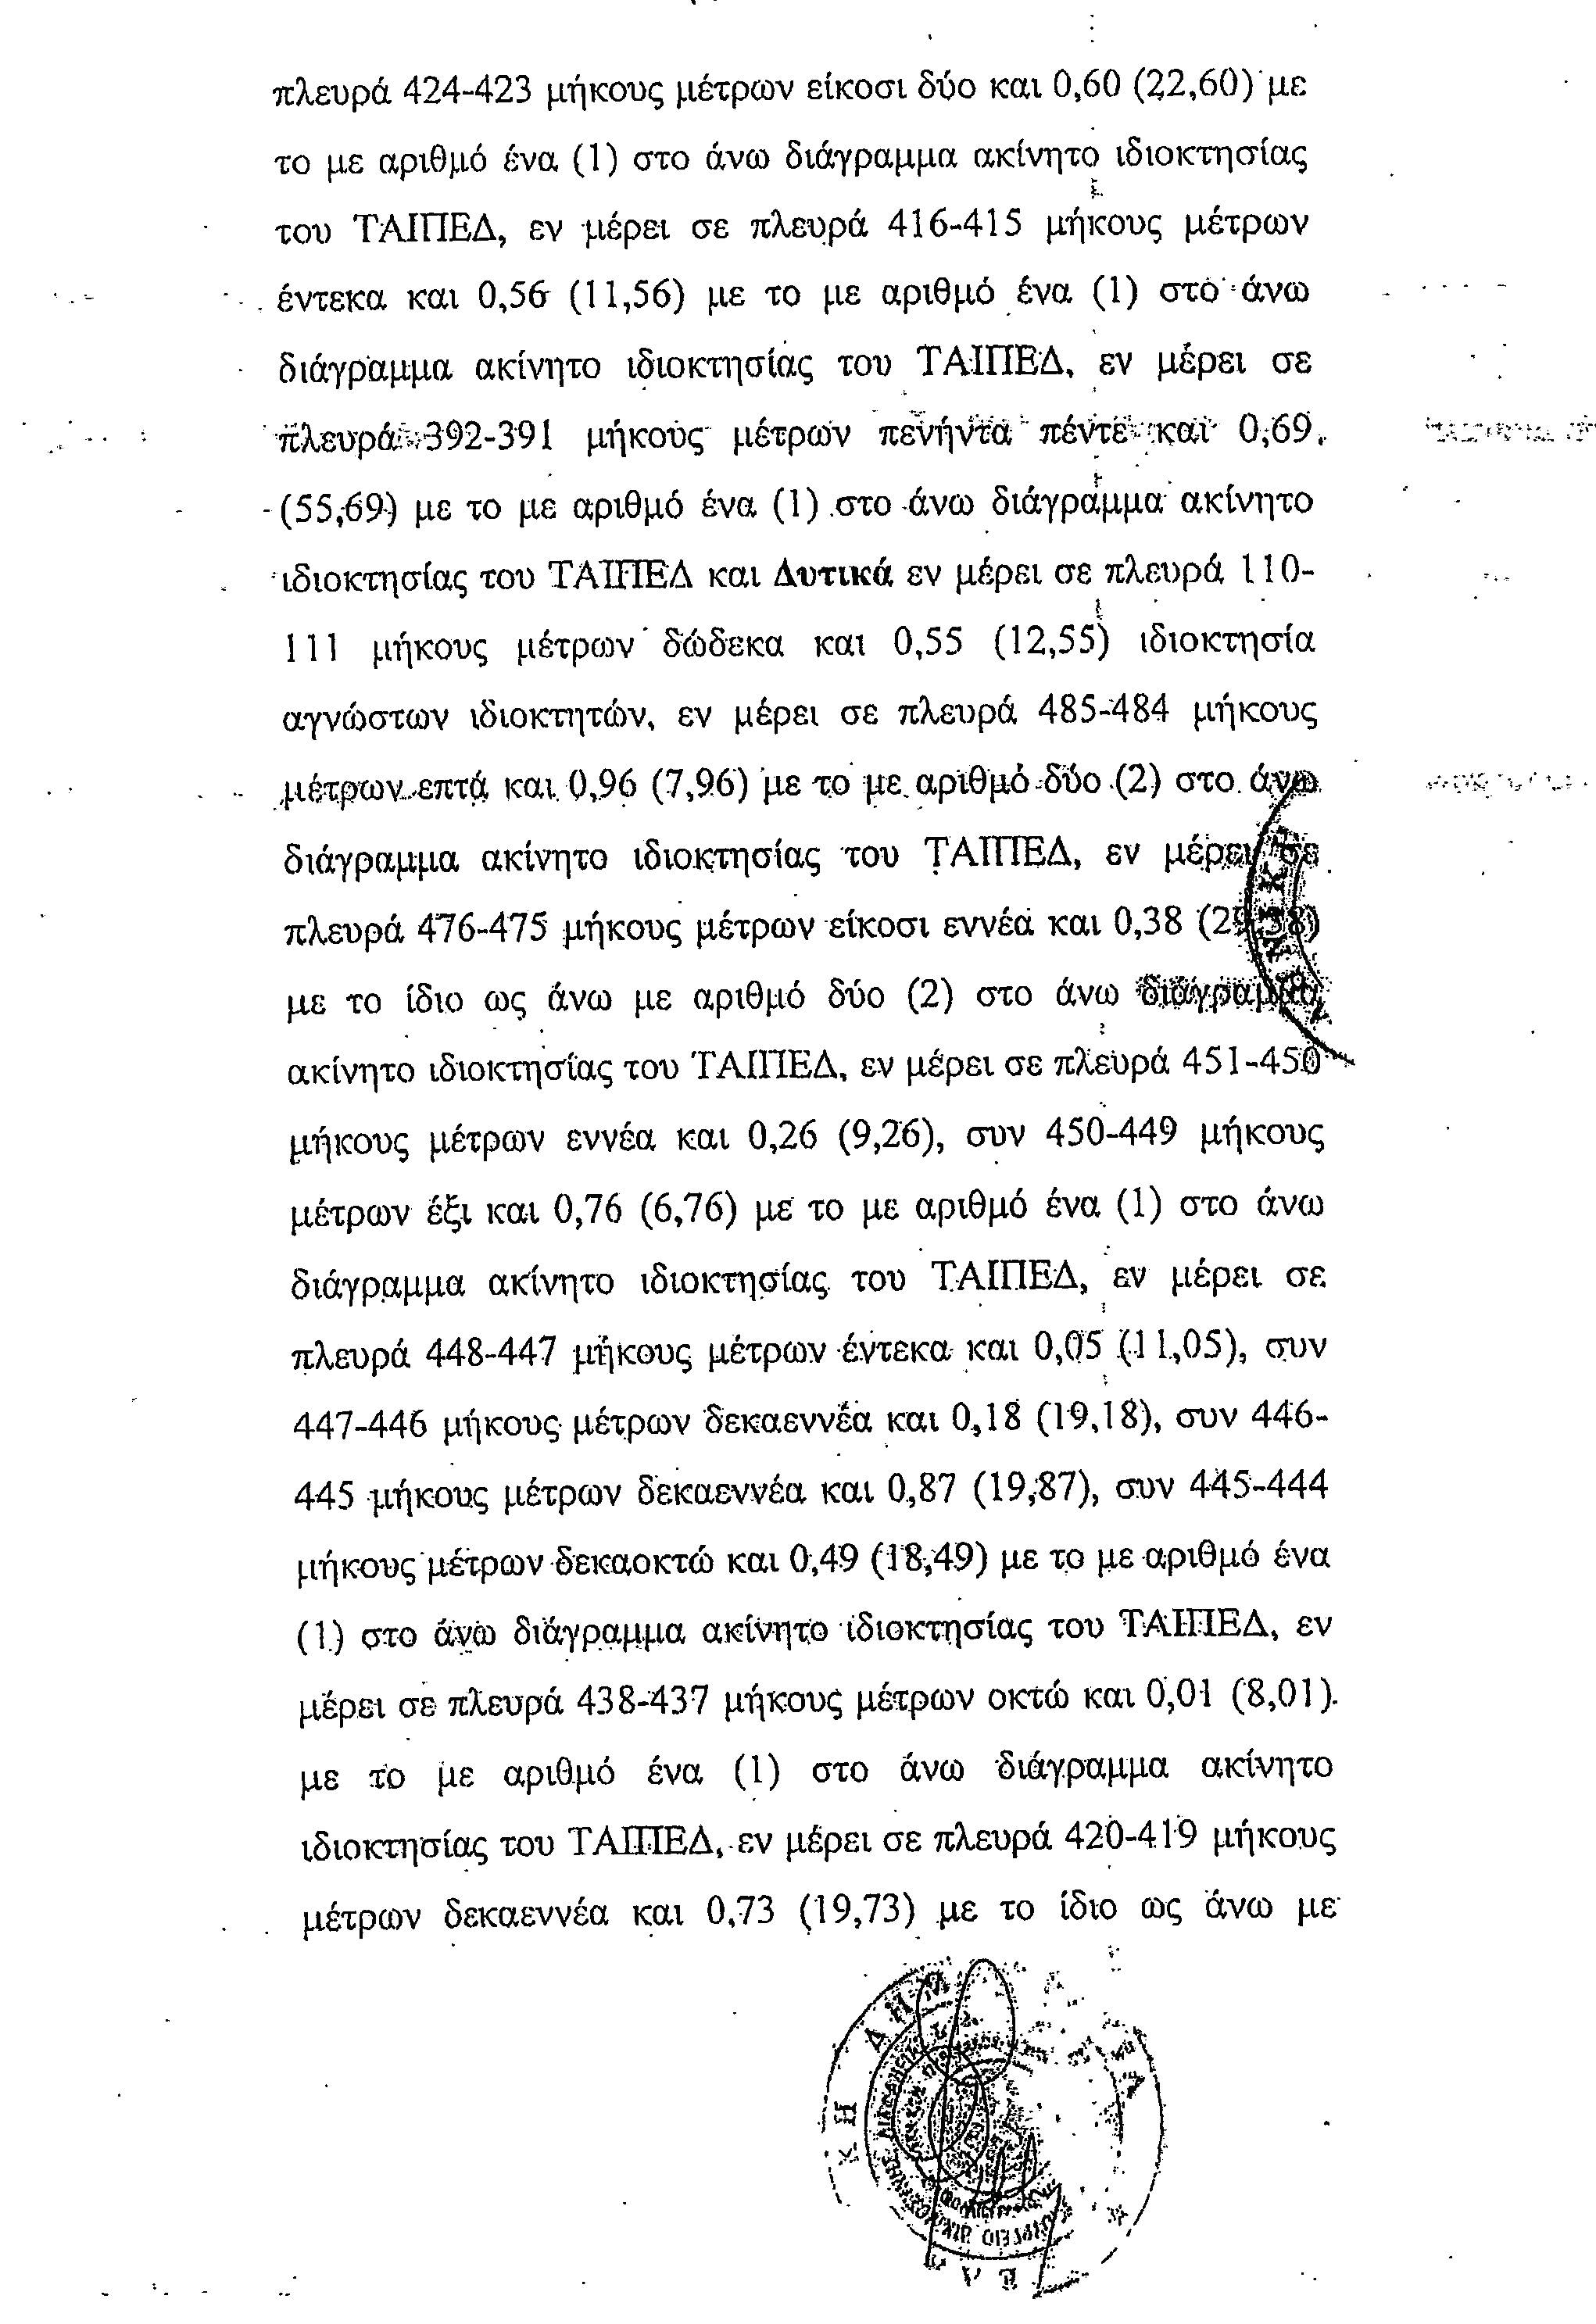 πλευρά 424-423 μήκους μέτρων είκοσι δύο και 0,60 (22,60) με
το με αριθμό ένα (1) στο άνω διάγραμμα ακίνητο ιδιοκτησίας
του ΤΑΙΠΕΔ, εν μέρει σε πλευρά 416-415 μήκους μέτρων
έντεκα και 0,56 (11,56) με το με αριθμό ένα (1) στο άνω
διάγραμμα ακίνητο ιδιοκτησίας του ΤΑΙΠΕΔ, εν μέρει σε
πλευρά 392-391 μήκους μέτρων πενήντα πέντε και 0,69
(55,69) με το με αριθμό ένα (1) στο άνω διάγραμμα ακίνητο
ιδιοκτησίας του ΤΑΙΠΕΔ και Δυτικά εν μέρει σε πλευρά 110-
111 μήκους μέτρων δώδεκα και 0,55 (12,55) ιδιοκτησία
αγνώστων ιδιοκτητών, εν μέρει σε πλευρά 485-484 μήκους
μέτρων επτά και 0,96 (7,96) με το με αριθμό δύο (2) στο άνω
διάγραμμα ακίνητο ιδιοκτησίας του ΤΑΙΠΕΔ, εν μέρει σε
πλευρά 476-475 μήκους μέτρων είκοσι εννέα και 0,38 (29,38)
με το ίδιο ως άνω με αριθμό δύο (2) στο άνω διάγραμμα
ακίνητο ιδιοκτησίας του ΤΑΙΠΕΔ, εν μέρει σε πλευρά 451-450
μήκους μέτρων εννέα και 0,26 (9,26), συν 450-449 μήκους
μέτρων έξι και 0,76 (6,76) με το με αριθμό ένα (1) στο άνω
διάγραμμα ακίνητο ιδιοκτησίας του ΤΑΙΠΕΔ, εν μέρει σε
πλευρά 448-447 μήκους μέτρων έντεκα και 0,05 (11,05), συν
447-446 μήκους μέτρων δεκαεννέα και 0,18 (19,18), συν 446-
445 μήκους μέτρων δεκαεννέα και 0,87 (19,87), συν 445-444
μήκους μέτρων δεκαοκτώ και 0,49 (18,49) με το με αριθμό ένα
(1) στο άνω διάγραμμα ακίνητο ιδιοκτησίας του ΤΑΙΠΕΔ, εν
μέρει σε πλευρά 438-437 μήκους μέτρων οκτώ και 0,01 (8,01)
με το με αριθμό ένα (1) στο άνω διάγραμμα ακίνητο
ιδιοκτησίας του ΤΑΙΠΕΔ, εν μέρει σε πλευρά 420-419 μήκους
μέτρων δεκαεννέα και 0,73 (19,73) με το ίδιο ως άνω με